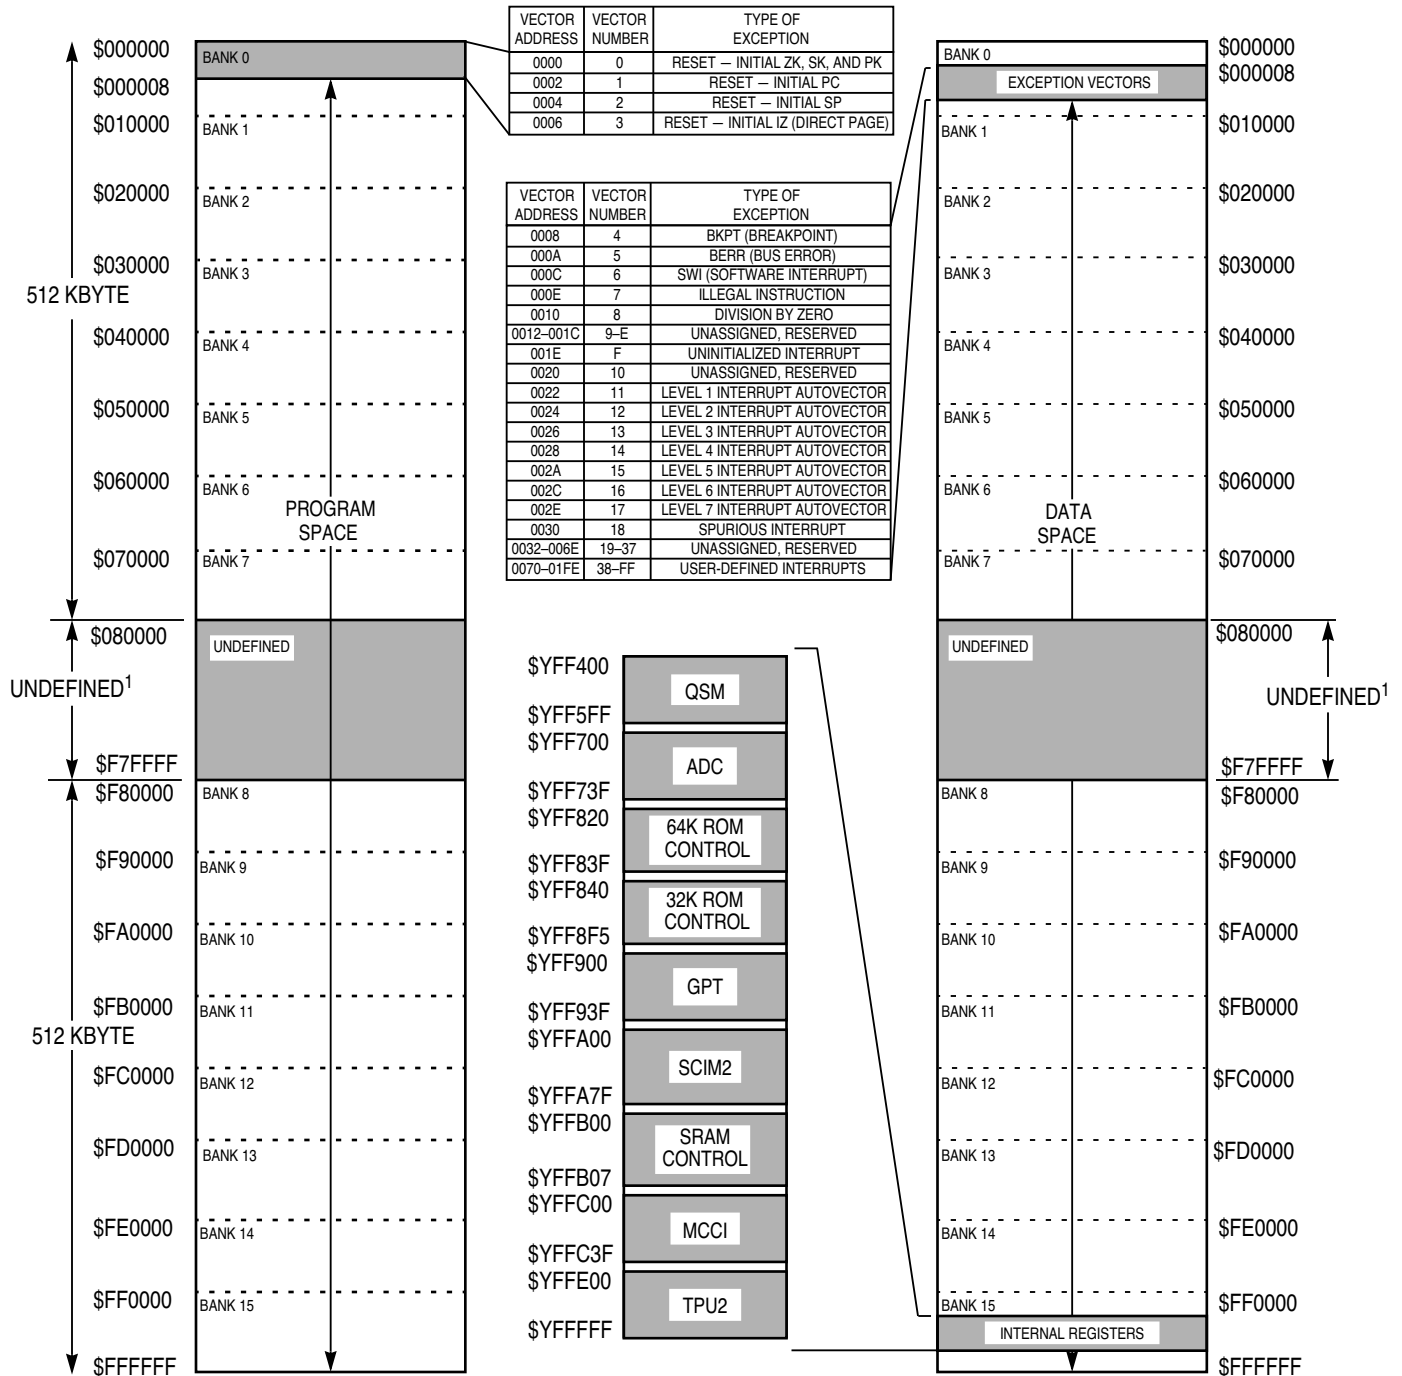 VECTOR ADDRESS VECTOR NUMBER TYPE OF EXCEPTION
0000 0 RESET — INITIAL ZK, SK, AND PK
0002 1 RESET — INITIAL PC
0004 2 RESET — INITIAL SP
0006 3 RESET — INITIAL IZ (DIRECT PAGE)
VECTOR ADDRESS VECTOR NUMBER TYPE OF EXCEPTION
0008 4 BKPT (BREAKPOINT)
000A 5 BERR (BUS ERROR)
000C 6 SWI (SOFTWARE INTERRUPT)
000E 7 ILLEGAL INSTRUCTION
0010 8 DIVISION BY ZERO
0012–001C 9–E UNASSIGNED, RESERVED
001E F UNINITIALIZED INTERRUPT
0020 10 UNASSIGNED, RESERVED
0022 11 LEVEL 1 INTERRUPT AUTOVECTOR
0024 12 LEVEL 2 INTERRUPT AUTOVECTOR
0026 13 LEVEL 3 INTERRUPT AUTOVECTOR
0028 14 LEVEL 4 INTERRUPT AUTOVECTOR
002A 15 LEVEL 5 INTERRUPT AUTOVECTOR
002C 16 LEVEL 6 INTERRUPT AUTOVECTOR
002E 17 LEVEL 7 INTERRUPT AUTOVECTOR
0030 18 SPURIOUS INTERRUPT
0032–006E 19–37 UNASSIGNED, RESERVED
0070–01FE 38–FF USER-DEFINED INTERRUPTS
512 KBYTE
UNDEFINED1
512 KBYTE
$000000
$000008
$010000
$020000
$030000
$040000
$050000
$060000
$070000
$080000
$F7FFFF
$F80000
$F90000
$FA0000
$FB0000
$FC0000
$FD0000
$FE0000
$FF0000
$FFFFFF
BANK 0
BANK 1
BANK 2
BANK 3
BANK 4
BANK 5
BANK 6
PROGRAM
SPACE
BANK 7
UNDEFINED
BANK 8
BANK 9
BANK 10
BANK 11
BANK 12
BANK 13
BANK 14
BANK 15
$YFF400
QSM
$YFF5FF
$YFF700
ADC
$YFF73F
$YFF820
64K ROM
CONTROL
$YFF83F
$YFF840
32K ROM
CONTROL
$YFF8F5
$YFF900
GPT
$YFF93F
$YFFA00
SCIM2
$YFFA7F
$YFFB00
SRAM
CONTROL
$YFFB07
$YFFC00
MCCI
$YFFC3F
$YFFE00
TPU2
$YFFFFF
BANK 0
EXCEPTION VECTORS
BANK 1
BANK 2
BANK 3
BANK 4
BANK 5
BANK 6
DATA
SPACE
BANK 7
UNDEFINED
BANK 8
BANK 9
BANK 10
BANK 11
BANK 12
BANK 13
BANK 14
BANK 15
INTERNAL REGISTERS
$000000
$000008
$010000
$020000
$030000
$040000
$050000
$060000
$070000
$080000
UNDEFINED1
$F7FFFF
$F80000
$F90000
$FA0000
$FB0000
$FC0000
$FD0000
$FE0000
$FF0000
$FFFFFF